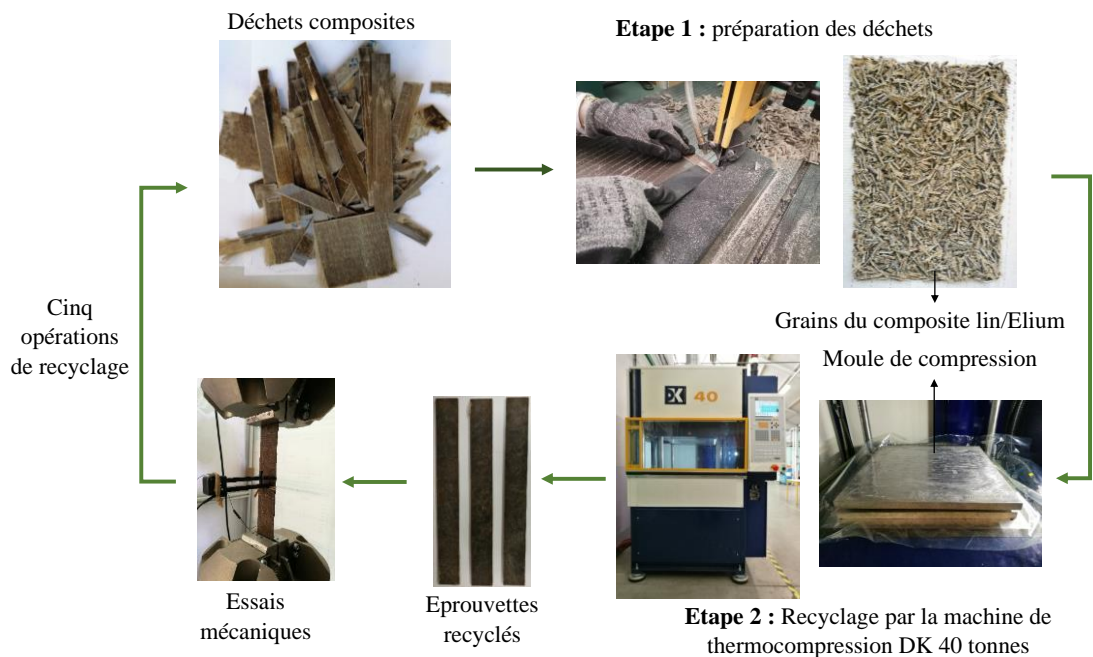 Déchets composites
Etape 1 : préparation des déchets
Grains du composite lin/Elium
Moule de compression
Cinq
opérations
de recyclage
DK 40
Essais
mécaniques
Eprouvettes
recyclés
Etape 2 : Recyclage par la machine de
thermocompression DK 40 tonnes